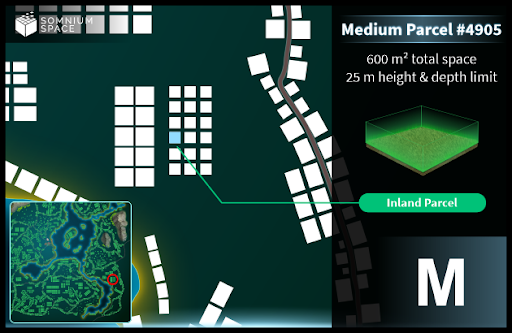 SOMNIUM
SPACE
Medium Parcel #4905
600 m² total space
25 m height & depth limit
Inland Parcel
M